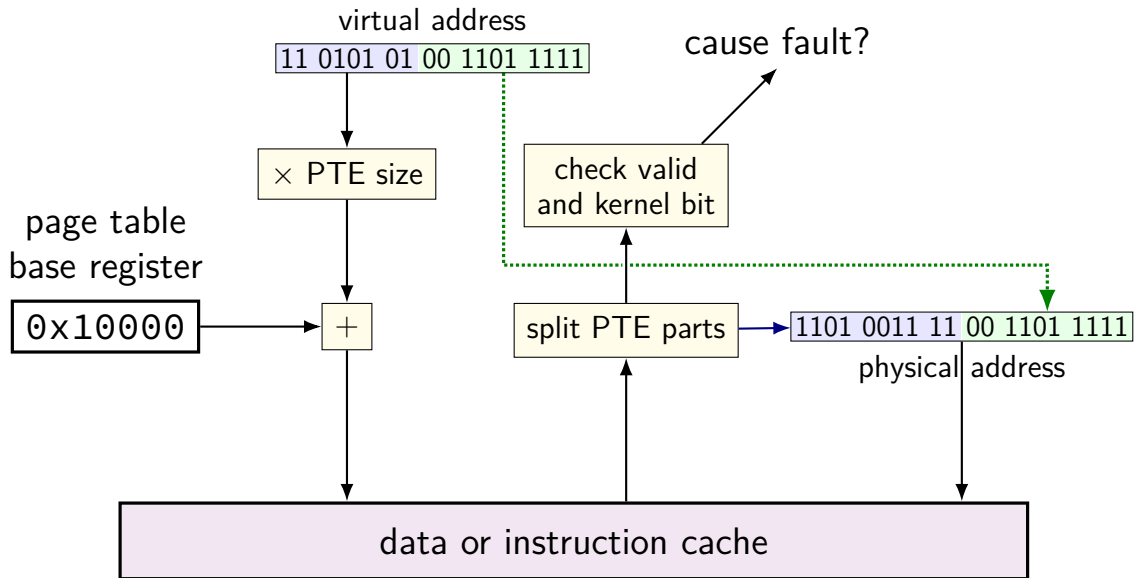 virtual address
11 0101 01 00 1101 1111
cause fault?
× PTE size
check valid
and kernel bit
page table
base register
0x10000
+
split PTE parts
1101 0011 11 00 1101 1111
physical address
data or instruction cache